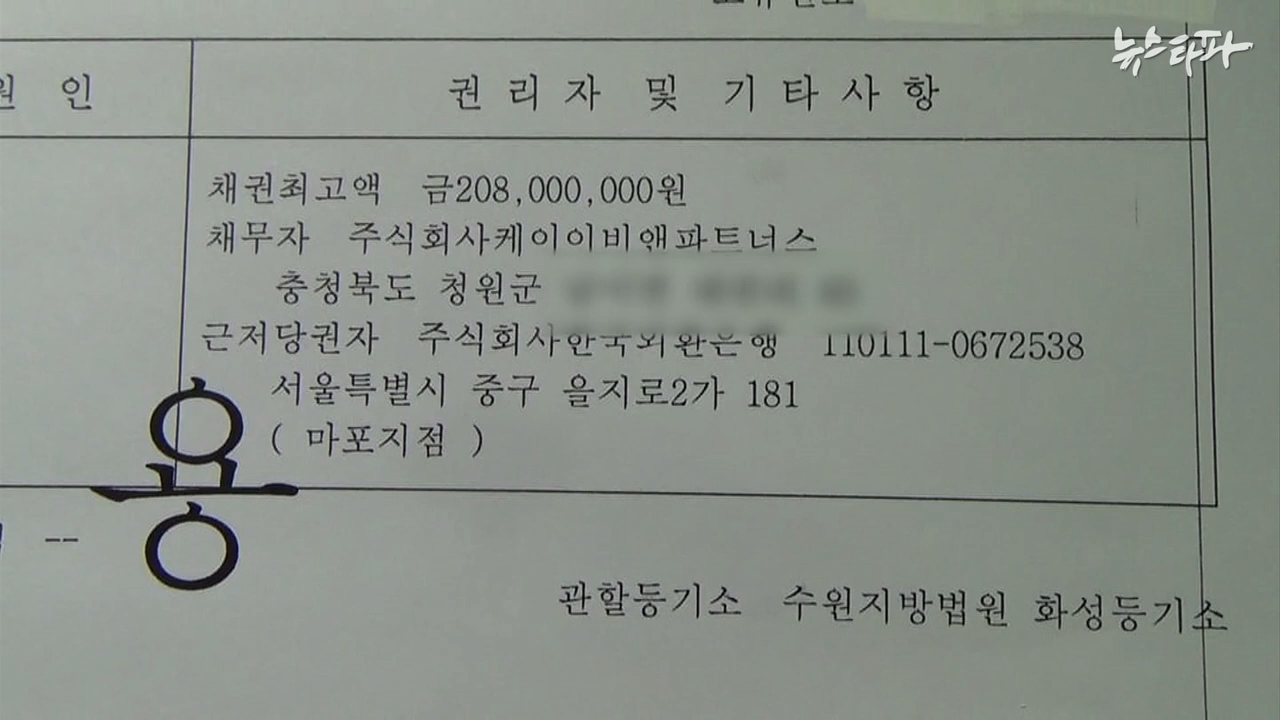 뉴스타파
원 인
권 리 자 및 기 타 사 항
채권최고액 금208,000,000원
채무자 주식회사케이이비앤파트너스
충청북도 청원군
근저당권자 주식회사한국외환은행 110111-0672538
서울특별시 중구 을지로2가 181
( 마포지점 )
용
--
관할등기소 수원지방법원 화성등기소